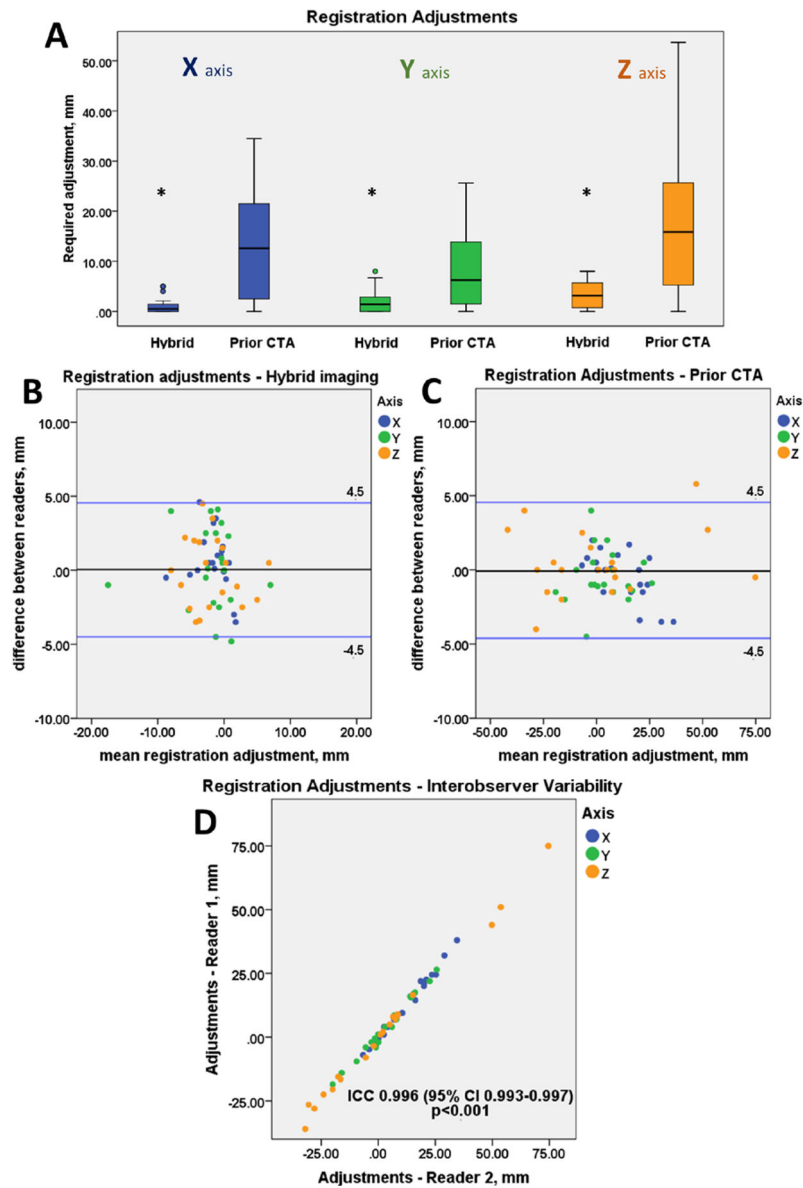 Registration Adjustments
A
X axis
Y axis
Z axis
Required adjustment, mm
50.00
40.00
30.00
20.00
10.00
.00
*
*
*
Hybrid
Prior CTA
Hybrid
Prior CTA
Hybrid
Prior CTA
B
Registration adjustments - Hybrid imaging
difference between readers, mm
10.00
5.00
.00
-5.00
-10.00
4.5
-4.5
Axis
X
Y
Z
-20.00
-10.00
.00
10.00
20.00
mean registration adjustment, mm
C
Registration Adjustments - Prior CTA
difference between readers, mm
10.00
5.00
.00
-5.00
-10.00
4.5
-4.5
Axis
X
Y
Z
-50.00
-25.00
.00
25.00
50.00
75.00
mean registration adjustment, mm
Registration Adjustments - Interobserver Variability
D
Adjustments - Reader 1, mm
75.00
50.00
25.00
.00
-25.00
Axis
X
Y
Z
ICC 0.996 (95% CI 0.993-0.997)
p<0.001
-25.00
.00
25.00
50.00
75.00
Adjustments - Reader 2, mm